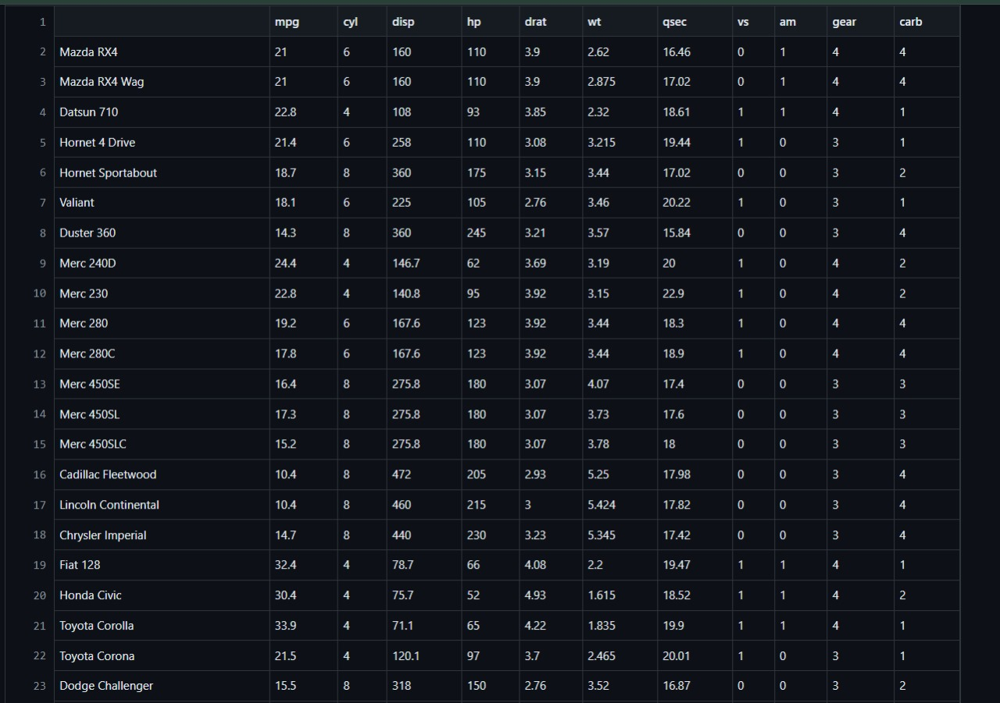 1 mpg cyl disp hp drat wt qsec vs am gear carb
2 Mazda RX4 21 6 160 110 3.9 2.62 16.46 0 1 4 4
3 Mazda RX4 Wag 21 6 160 110 3.9 2.875 17.02 0 1 4 4
4 Datsun 710 22.8 4 108 93 3.85 2.32 18.61 1 1 4 1
5 Hornet 4 Drive 21.4 6 258 110 3.08 3.215 19.44 1 0 3 1
6 Hornet Sportabout 18.7 8 360 175 3.15 3.44 17.02 0 0 3 2
7 Valiant 18.1 6 225 105 2.76 3.46 20.22 1 0 3 1
8 Duster 360 14.3 8 360 245 3.21 3.57 15.84 0 0 3 4
9 Merc 240D 24.4 4 146.7 62 3.69 3.19 20 1 0 4 2
10 Merc 230 22.8 4 140.8 95 3.92 3.15 22.9 1 0 4 2
11 Merc 280 19.2 6 167.6 123 3.92 3.44 18.3 1 0 4 4
12 Merc 280C 17.8 6 167.6 123 3.92 3.44 18.9 1 0 4 4
13 Merc 450SE 16.4 8 275.8 180 3.07 4.07 17.4 0 0 3 3
14 Merc 450SL 17.3 8 275.8 180 3.07 3.73 17.6 0 0 3 3
15 Merc 450SLC 15.2 8 275.8 180 3.07 3.78 18 0 0 3 3
16 Cadillac Fleetwood 10.4 8 472 205 2.93 5.25 17.98 0 0 3 4
17 Lincoln Continental 10.4 8 460 215 3 5.424 17.82 0 0 3 4
18 Chrysler Imperial 14.7 8 440 230 3.23 5.345 17.42 0 0 3 4
19 Fiat 128 32.4 4 78.7 66 4.08 2.2 19.47 1 1 4 1
20 Honda Civic 30.4 4 75.7 52 4.93 1.615 18.52 1 1 4 2
21 Toyota Corolla 33.9 4 71.1 65 4.22 1.835 19.9 1 1 4 1
22 Toyota Corona 21.5 4 120.1 97 3.7 2.465 20.01 1 0 3 1
23 Dodge Challenger 15.5 8 318 150 2.76 3.52 16.87 0 0 3 2